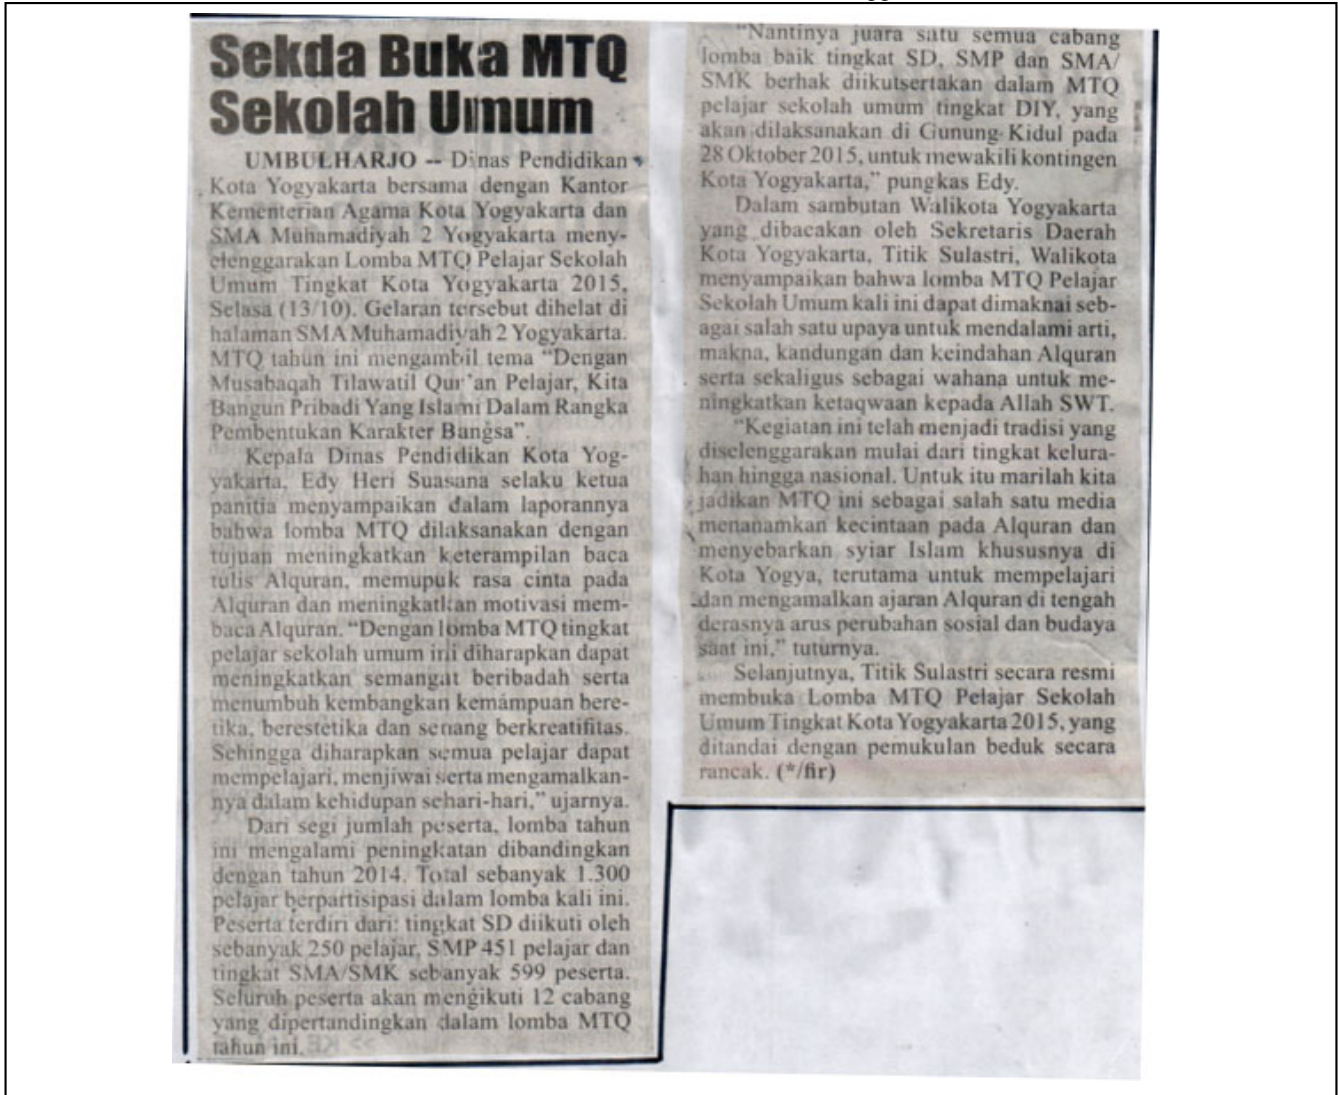 Sekda Buka MTQ
Sekolah Umum
UMBULHARJO -- Dinas Pendidikan
Kota Yogyakarta bersama dengan Kantor
Kementerian Agama Kota Yogyakarta dan
SMA Muhamadiyah 2 Yogyakarta meny-
elenggarakan Lomba MTQ Pelajar Sekolah
Umum Tingkat Kota Yogyakarta 2015,
Selasa (13/10). Gelaran tersebut dihelat di
halaman SMA Muhamadiyah 2 Yogyakarta.
MTQ tahun ini mengambil tema “Dengan
Musabaqah Tilawatil Qur’an Pelajar, Kita
Bangun Pribadi Yang Islami Dalam Rangka
Pembentukan Karakter Bangsa”.
Kepala Dinas Pendidikan Kota Yog-
yakarta, Edy Heri Suasana selaku ketua
panitia menyampaikan dalam laporannya
bahwa lomba MTQ dilaksanakan dengan
tujuan meningkatkan keterampilan baca
tulis Alquran, memupuk rasa cinta pada
Alquran dan meningkatkan motivasi mem-
baca Alquran. “Dengan lomba MTQ tingkat
pelajar sekolah umum ini diharapkan dapat
meningkatkan semangat beribadah serta
menumbuh kembangkan kemampuan bere-
tika, berestetika dan senang berkreatifitas.
Sehingga diharapkan semua pelajar dapat
mempelajari, menjiwai serta mengamalkan-
nya dalam kehidupan sehari-hari,” ujarnya.
Dari segi jumlah peserta, lomba tahun
ini mengalami peningkatan dibandingkan
dengan tahun 2014. Total sebanyak 1.300
pelajar berpartisipasi dalam lomba kali ini.
Peserta terdiri dari: tingkat SD diikuti oleh
sebanyak 250 pelajar, SMP 451 pelajar dan
tingkat SMA/SMK sebanyak 599 peserta.
Seluruh peserta akan mengikuti 12 cabang
yang dipertandingkan dalam lomba MTQ
tahun ini.
“Nantinya juara satu semua cabang
lomba baik tingkat SD, SMP dan SMA/
SMK berhak diikutsertakan dalam MTQ
pelajar sekolah umum tingkat DIY, yang
akan dilaksanakan di Gunung Kidul pada
28 Oktober 2015, untuk mewakili kontingen
Kota Yogyakarta,” pungkas Edy.
Dalam sambutan Walikota Yogyakarta
yang dibacakan oleh Sekretaris Daerah
Kota Yogyakarta, Titik Sulastri, Walikota
menyampaikan bahwa lomba MTQ Pelajar
Sekolah Umum kali ini dapat dimaknai seb-
agai salah satu upaya untuk mendalami arti,
makna, kandungan dan keindahan Alquran
serta sekaligus sebagai wahana untuk me-
ningkatkan ketaqwaan kepada Allah SWT.
“Kegiatan ini telah menjadi tradisi yang
diselenggarakan mulai dari tingkat kelura-
han hingga nasional. Untuk itu marilah kita
jadikan MTQ ini sebagai salah satu media
menanamkan kecintaan pada Alquran dan
menyebarkan syiar Islam khususnya di
Kota Yogya, terutama untuk mempelajari
dan mengamalkan ajaran Alquran di tengah
derasnya arus perubahan sosial dan budaya
saat ini,” tuturnya.
Selanjutnya, Titik Sulastri secara resmi
membuka Lomba MTQ Pelajar Sekolah
Umum Tingkat Kota Yogyakarta 2015, yang
ditandai dengan pemukulan beduk secara
rancak. (*/fir)